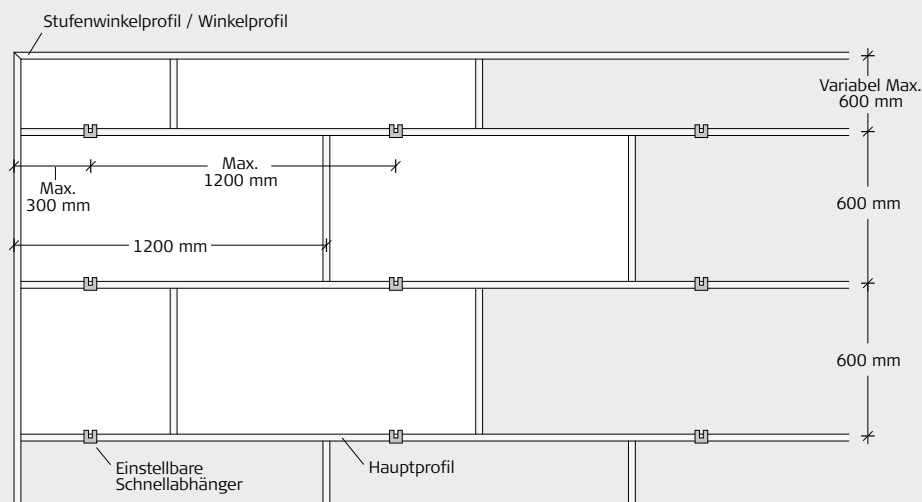 Stufenwinkelprofil / Winkelprofil
Variabel Max.
600 mm
Max.
1200 mm
Max.
300 mm
600 mm
1200 mm
600 mm
Einstellbare
Schnellabhänger
Hauptprofil